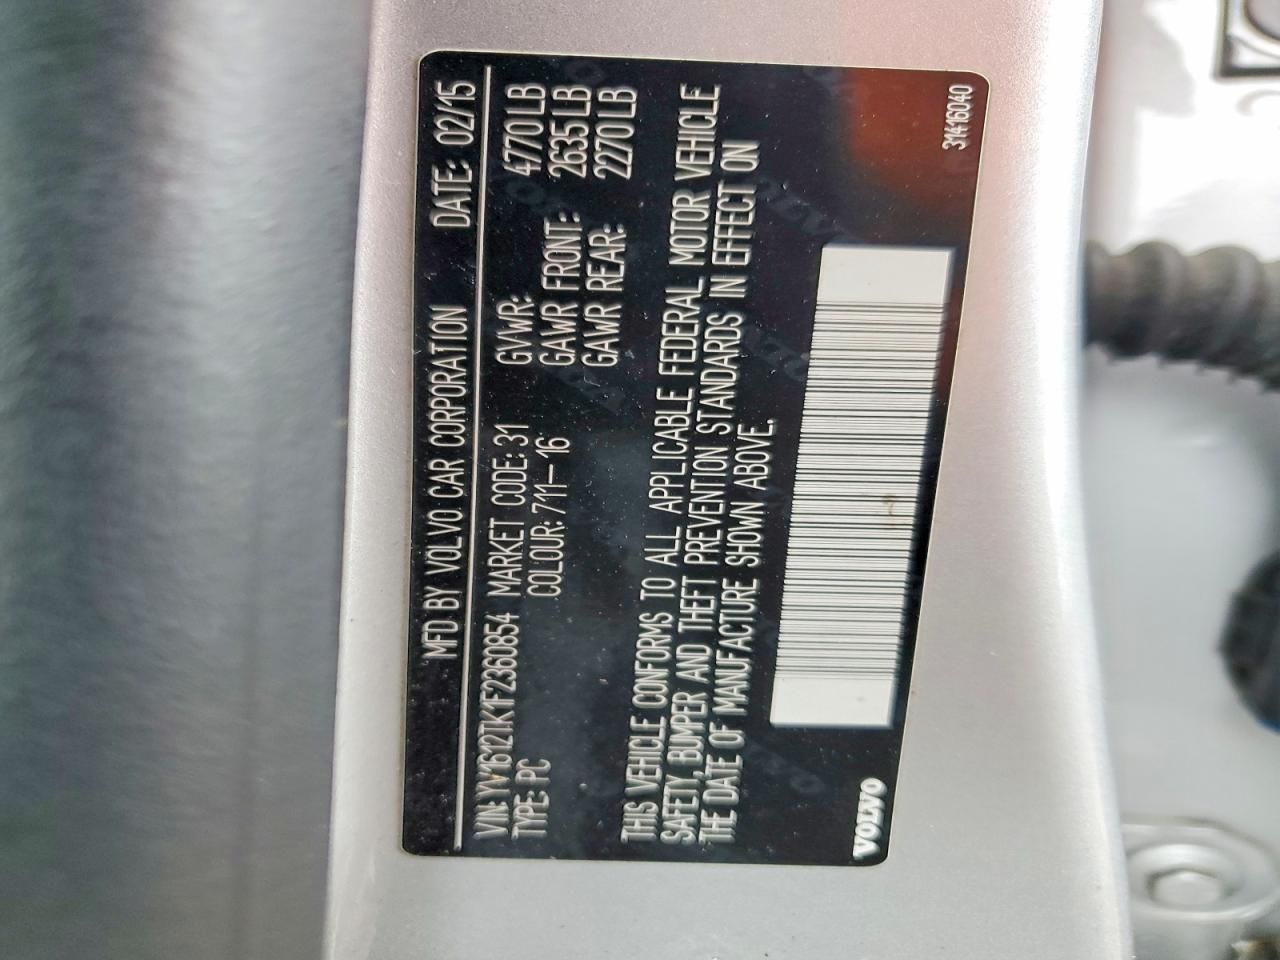 MFD BY VOLVO CAR CORPORATION DATE: 02/15
VIN: YV1612TK1F2360854 MARKET CODE: 31 GVWR: 4770LB
TYPE: PC COLOUR: 711-16 GAWR FRONT: 2635LB
GAWR REAR: 2270LB
THIS VEHICLE CONFORMS TO ALL APPLICABLE FEDERAL MOTOR VEHICLE
SAFETY, BUMPER AND THEFT PREVENTION STANDARDS IN EFFECT ON
THE DATE OF MANUFACTURE SHOWN ABOVE.
VOLVO
31416040